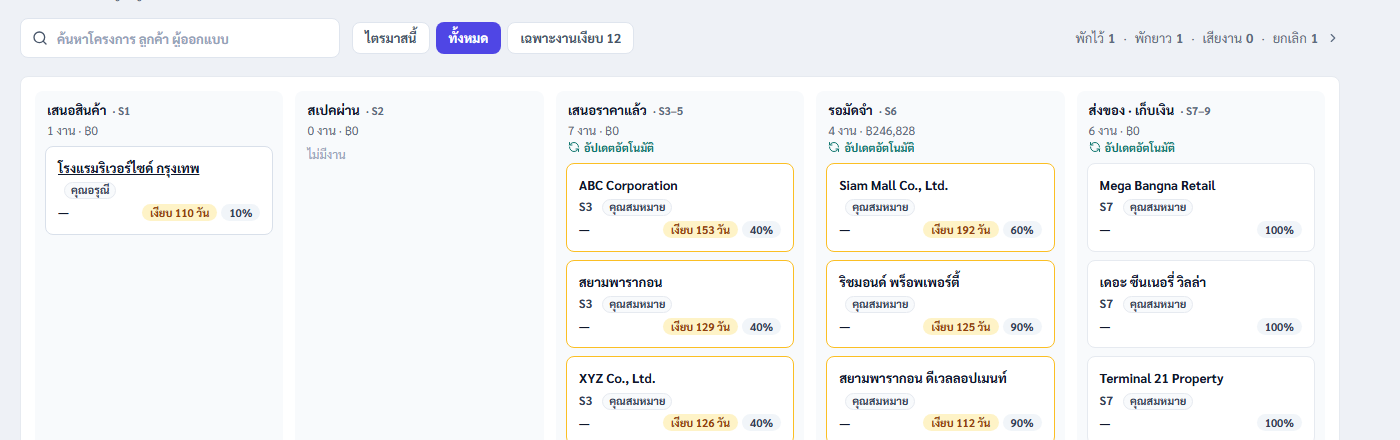 ค้นหาโครงการ ลูกค้า ผู้ออกแบบ
ไตรมาสนี้
ทั้งหมด
เฉพาะงานเงียบ 12
พักไว้ 1 · พักยาว 1 · เสียงาน 0 · ยกเลิก 1
เสนอสินค้า · S1
1 งาน · ฿0
โรงแรมริเวอร์ไซด์ กรุงเทพ
คุณอรุณี
—
เงียบ 110 วัน
10%
สเปคผ่าน · S2
0 งาน · ฿0
ไม่มีงาน
เสนอราคาแล้ว · S3–5
7 งาน · ฿0
อัปเดตอัตโนมัติ
ABC Corporation
S3 คุณสมหมาย
—
เงียบ 153 วัน
40%
สยามพารากอน
S3 คุณสมหมาย
—
เงียบ 129 วัน
40%
XYZ Co., Ltd.
S3 คุณสมหมาย
—
เงียบ 126 วัน
40%
รอมัดจำ · S6
4 งาน · ฿246,828
อัปเดตอัตโนมัติ
Siam Mall Co., Ltd.
คุณสมหมาย
—
เงียบ 192 วัน
60%
ริชมอนด์ พร็อพเพอร์ตี้
คุณสมหมาย
—
เงียบ 125 วัน
90%
สยามพารากอน ดีเวลลอปเมนท์
คุณสมหมาย
—
เงียบ 112 วัน
90%
ส่งของ · เก็บเงิน · S7–9
6 งาน · ฿0
อัปเดตอัตโนมัติ
Mega Bangna Retail
S7 คุณสมหมาย
—
100%
เดอะ ซีนเนอรี่ วิลล่า
S7 คุณสมหมาย
—
100%
Terminal 21 Property
S7 คุณสมหมาย
—
100%